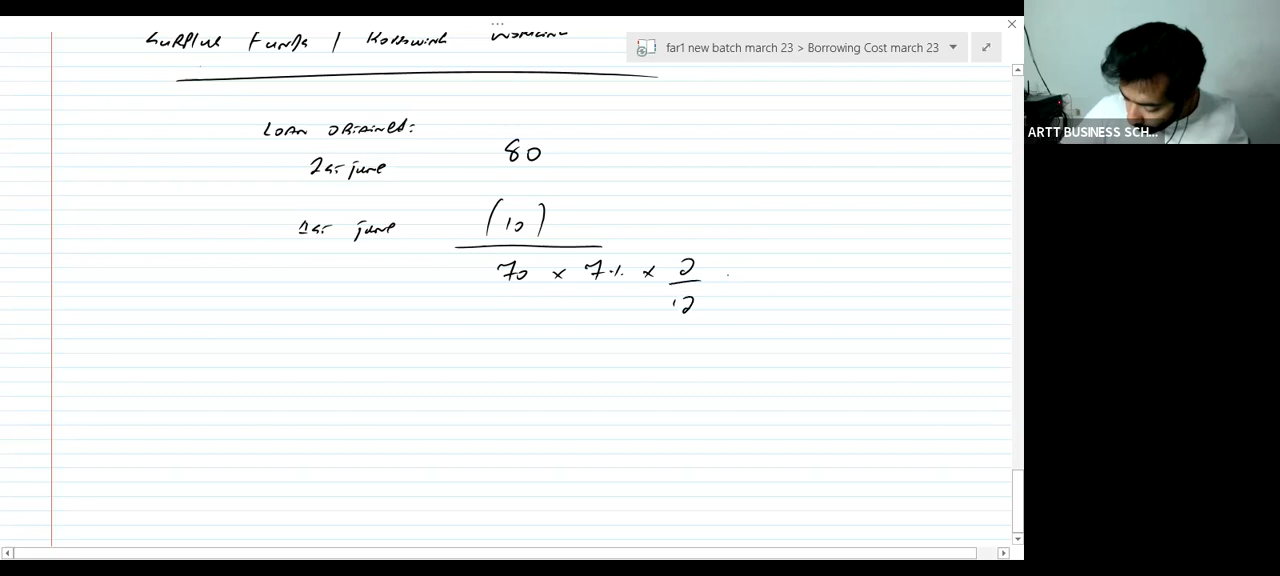 Surplus Funds / Borrowing Working
far1 new batch march 23 > Borrowing Cost march 23
ARTT BUSINESS SCH...
Loan obtained:
1st june 80
1st june (10)
70 x 7% x 2
12